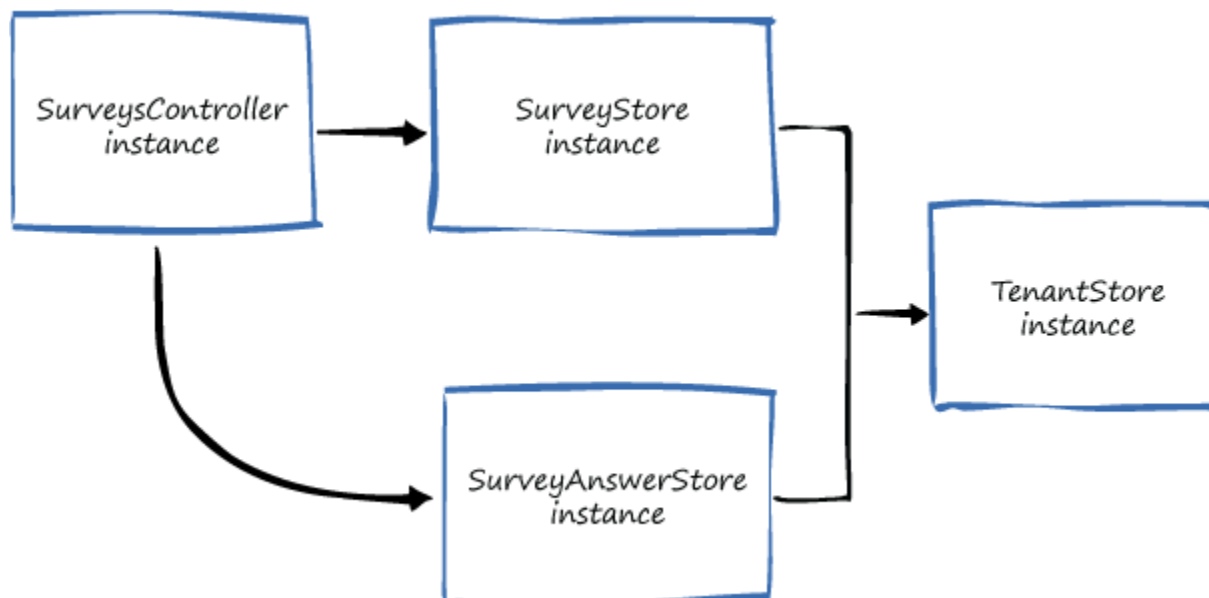 SurveysController
instance
SurveyStore
instance
TenantStore
instance
SurveyAnswerStore
instance